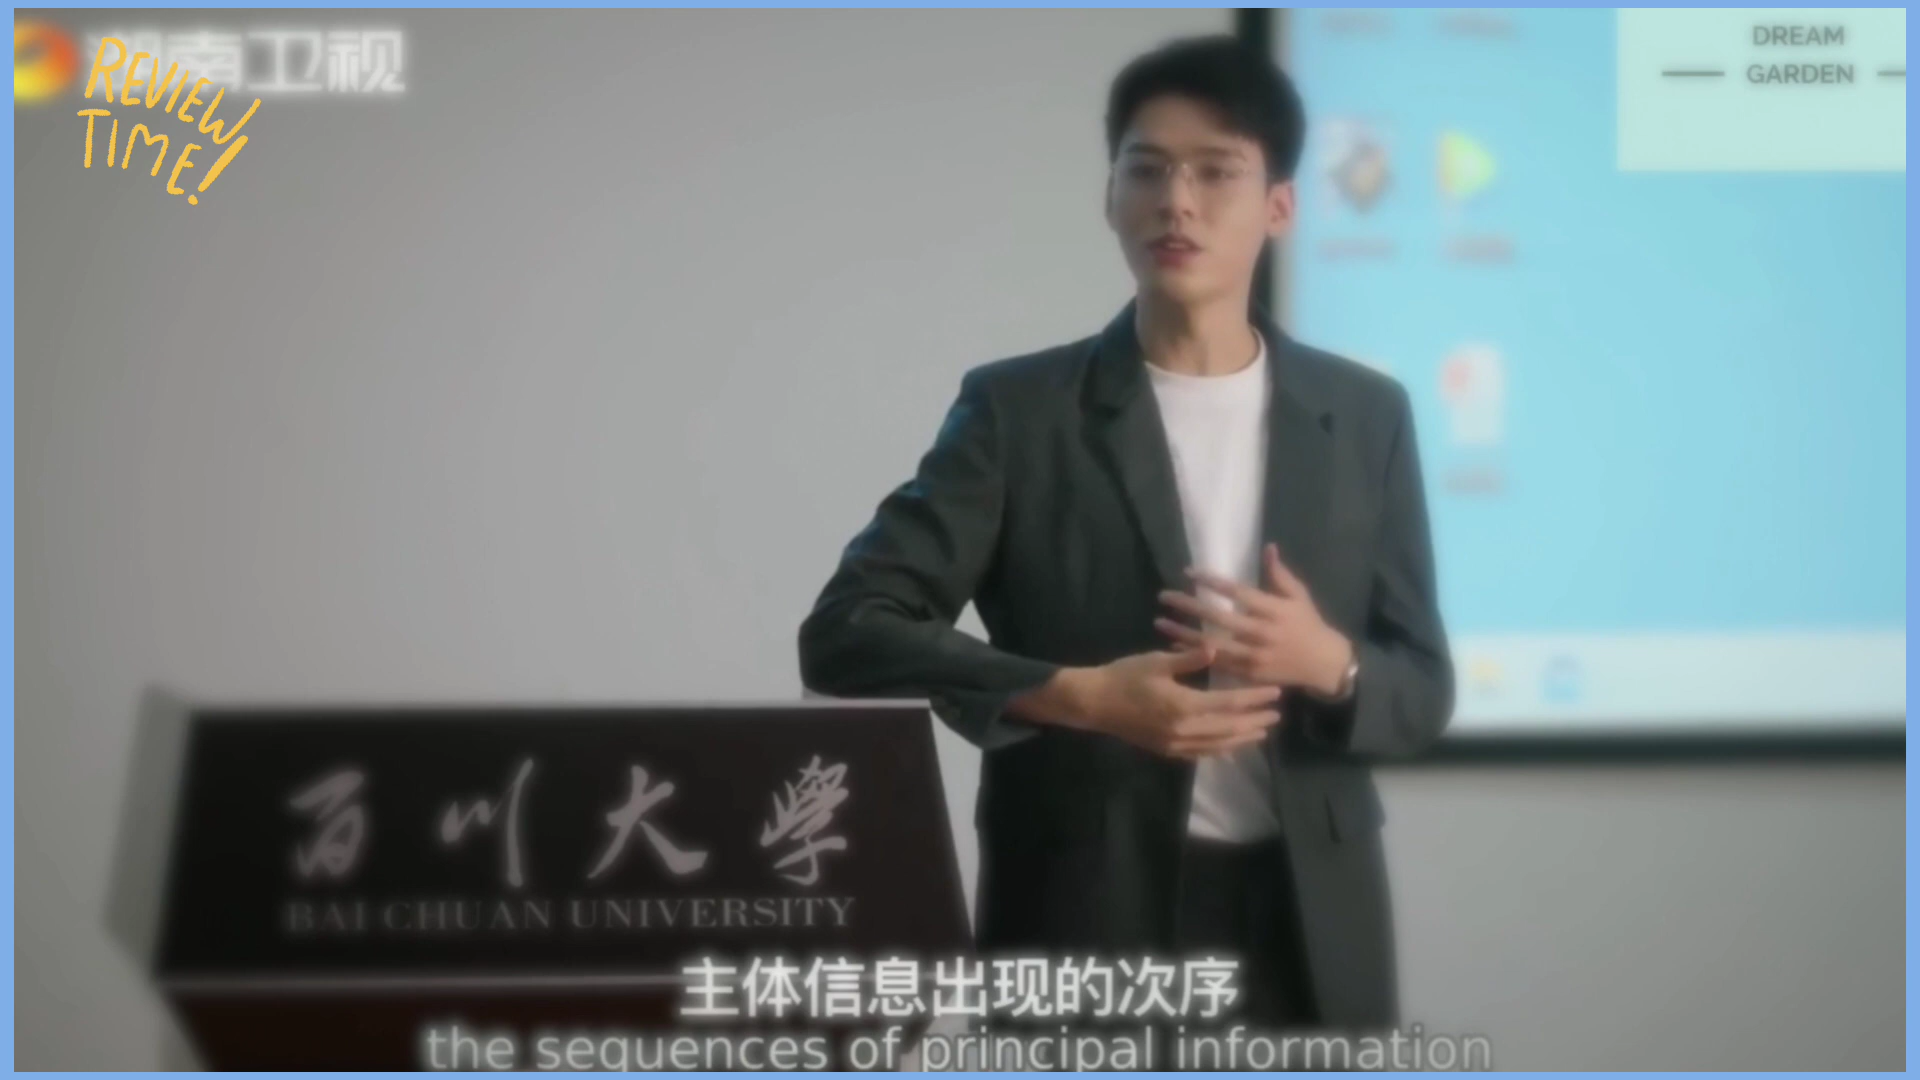 湖南卫视
REVIEW
TIME!
DREAM
GARDEN
百川大學
BAI CHUAN UNIVERSITY
主体信息出现的次序
the sequences of principal information